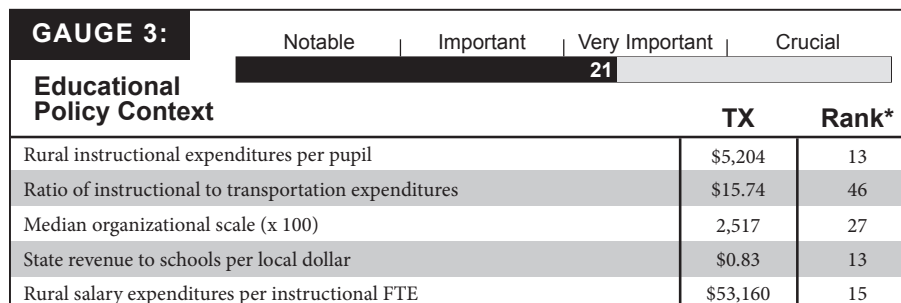 GAUGE 3:
Notable | Important | Very Important | Crucial
21
Educational
Policy Context
TX Rank*
Rural instructional expenditures per pupil $5,204 13
Ratio of instructional to transportation expenditures $15.74 46
Median organizational scale (x 100) 2,517 27
State revenue to schools per local dollar $0.83 13
Rural salary expenditures per instructional FTE $53,160 15